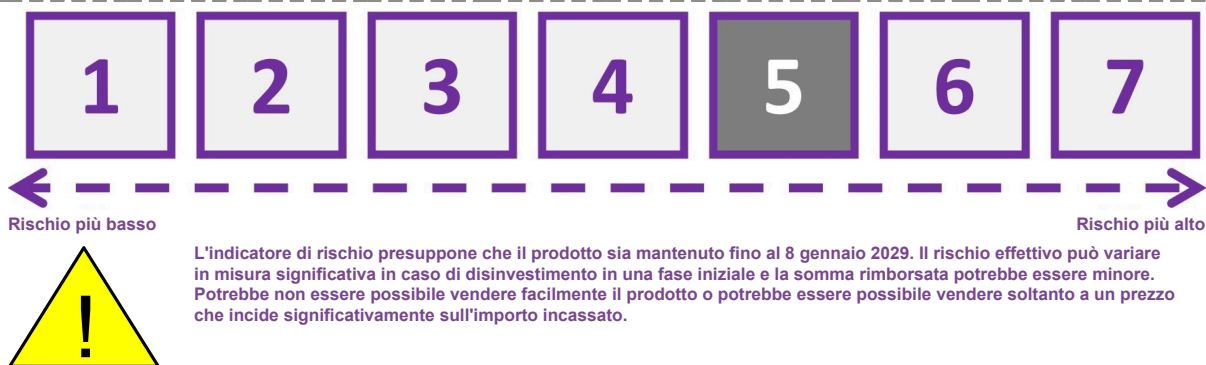 1 2 3 4 5 6 7
Rischio più basso Rischio più alto
L'indicatore di rischio presuppone che il prodotto sia mantenuto fino al 8 gennaio 2029. Il rischio effettivo può variare
in misura significativa in caso di disinvestimento in una fase iniziale e la somma rimborsata potrebbe essere minore.
Potrebbe non essere possibile vendere facilmente il prodotto o potrebbe essere possibile vendere soltanto a un prezzo
che incide significativamente sull'importo incassato.
!